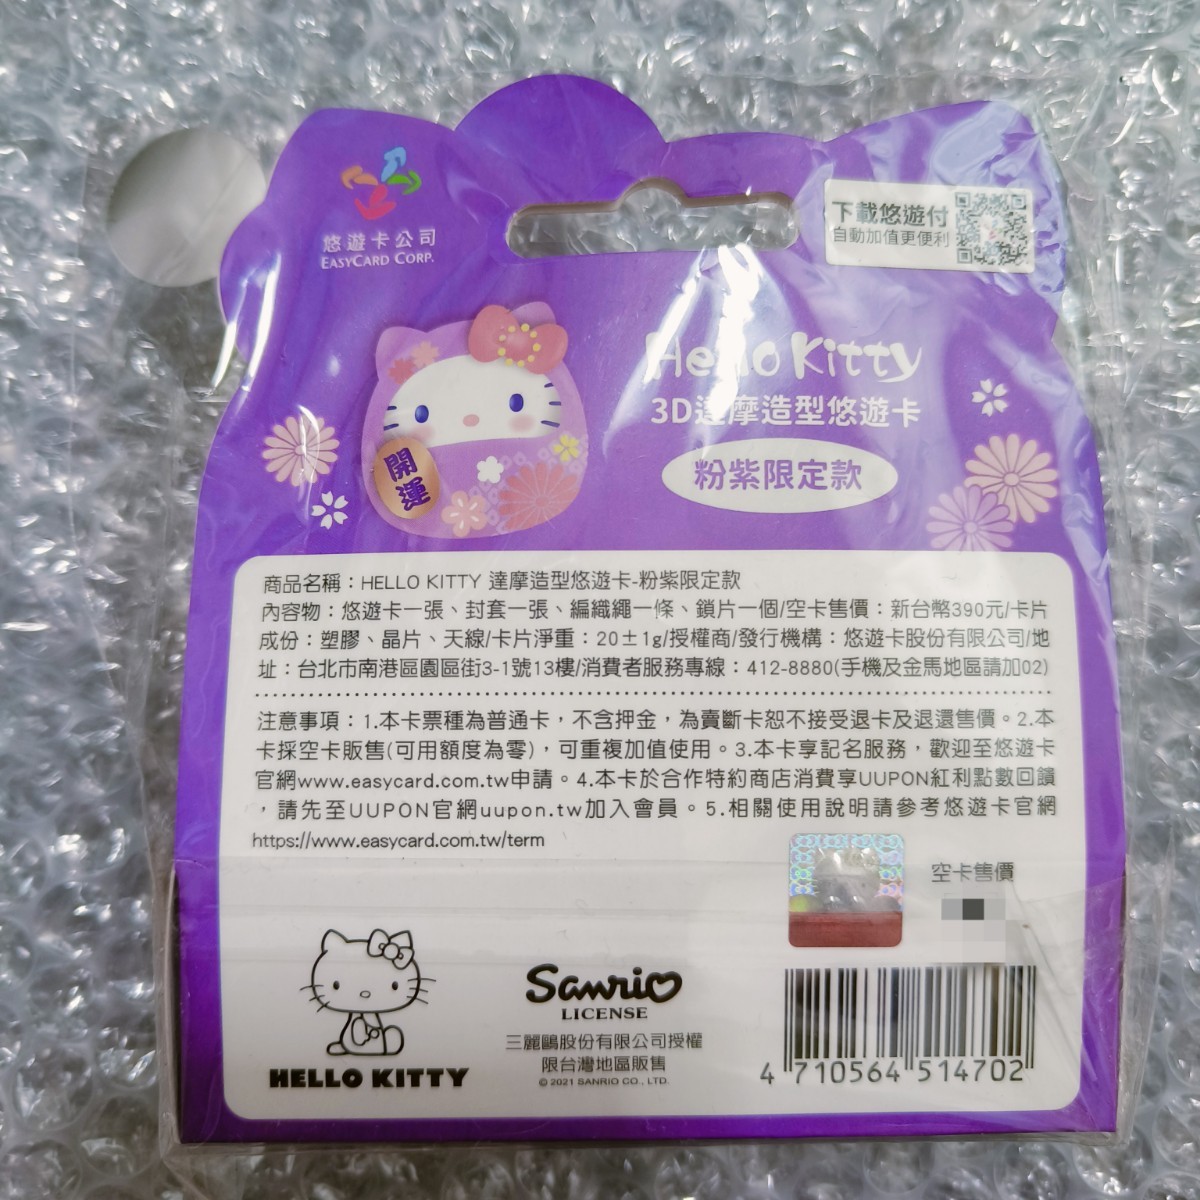 悠遊卡公司
EASYCARD CORP.
下載悠遊付
自動加值更便利
Hello Kitty
3D達摩造型悠遊卡
粉紫限定款
開運
商品名稱：HELLO KITTY 達摩造型悠遊卡-粉紫限定款
內容物：悠遊卡一張、封套一張、編織繩一條、鎖片一個/空卡售價：新台幣390元/卡片
成份：塑膠、晶片、天線/卡片淨重：20±1g/授權商/發行機構：悠遊卡股份有限公司/地
址：台北市南港區園區街3-1號13樓/消費者服務專線：412-8880(手機及金馬地區請加02)
注意事項：1.本卡票種為普通卡，不含押金，為賣斷卡恕不接受退卡及退還售價。2.本
卡採空卡販售(可用額度為零)，可重複加值使用。3.本卡享記名服務，歡迎至悠遊卡
官網www.easycard.com.tw申請。4.本卡於合作特約商店消費享UUPON紅利點數回饋
，請先至UUPON官網uupon.tw加入會員。5.相關使用說明請參考悠遊卡官網
https://www.easycard.com.tw/term
空卡售價
HELLO KITTY
Sanrio
LICENSE
三麗鷗股份有限公司授權
限台灣地區販售
© 2021 SANRIO CO., LTD.
4 710564 514702